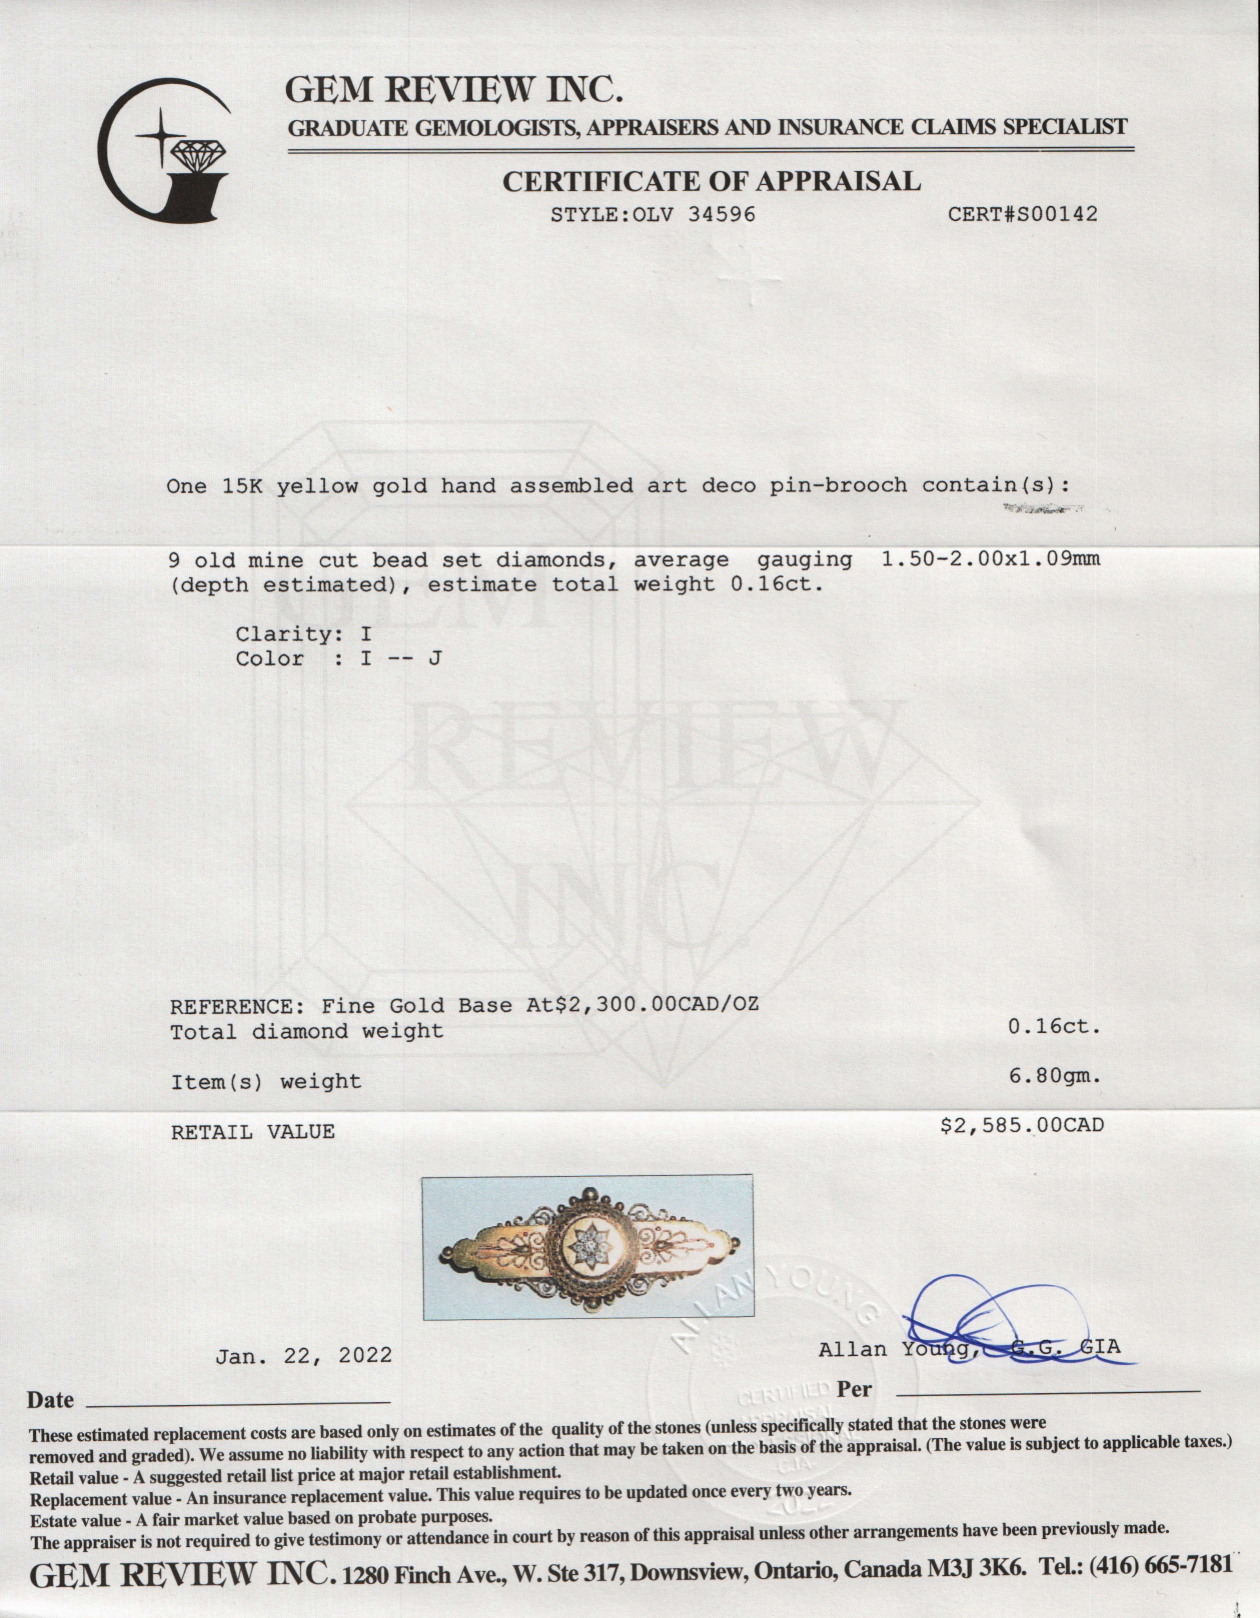 GEM REVIEW INC.
GRADUATE GEMOLOGISTS, APPRAISERS AND INSURANCE CLAIMS SPECIALIST
CERTIFICATE OF APPRAISAL
STYLE:OLV 34596 CERT#S00142
One 15K yellow gold hand assembled art deco pin-brooch contain(s):
9 old mine cut bead set diamonds, average gauging 1.50-2.00x1.09mm
(depth estimated), estimate total weight 0.16ct.
Clarity: I
Color : I -- J
GEM
REVIEW
INC.
REFERENCE: Fine Gold Base At$2,300.00CAD/OZ
Total diamond weight 0.16ct.
Item(s) weight 6.80gm.
RETAIL VALUE $2,585.00CAD
ALLAN YOUNG
CERTIFIED
APPRAISAL
PROFESSIONAL
C.J.A.
2022
Jan. 22, 2022 Allan Young, G.G. GIA
Date Per
These estimated replacement costs are based only on estimates of the quality of the stones (unless specifically stated that the stones were
removed and graded). We assume no liability with respect to any action that may be taken on the basis of the appraisal. (The value is subject to applicable taxes.)
Retail value - A suggested retail list price at major retail establishment.
Replacement value - An insurance replacement value. This value requires to be updated once every two years.
Estate value - A fair market value based on probate purposes.
The appraiser is not required to give testimony or attendance in court by reason of this appraisal unless other arrangements have been previously made.
GEM REVIEW INC. 1280 Finch Ave., W. Ste 317, Downsview, Ontario, Canada M3J 3K6. Tel.: (416) 665-7181